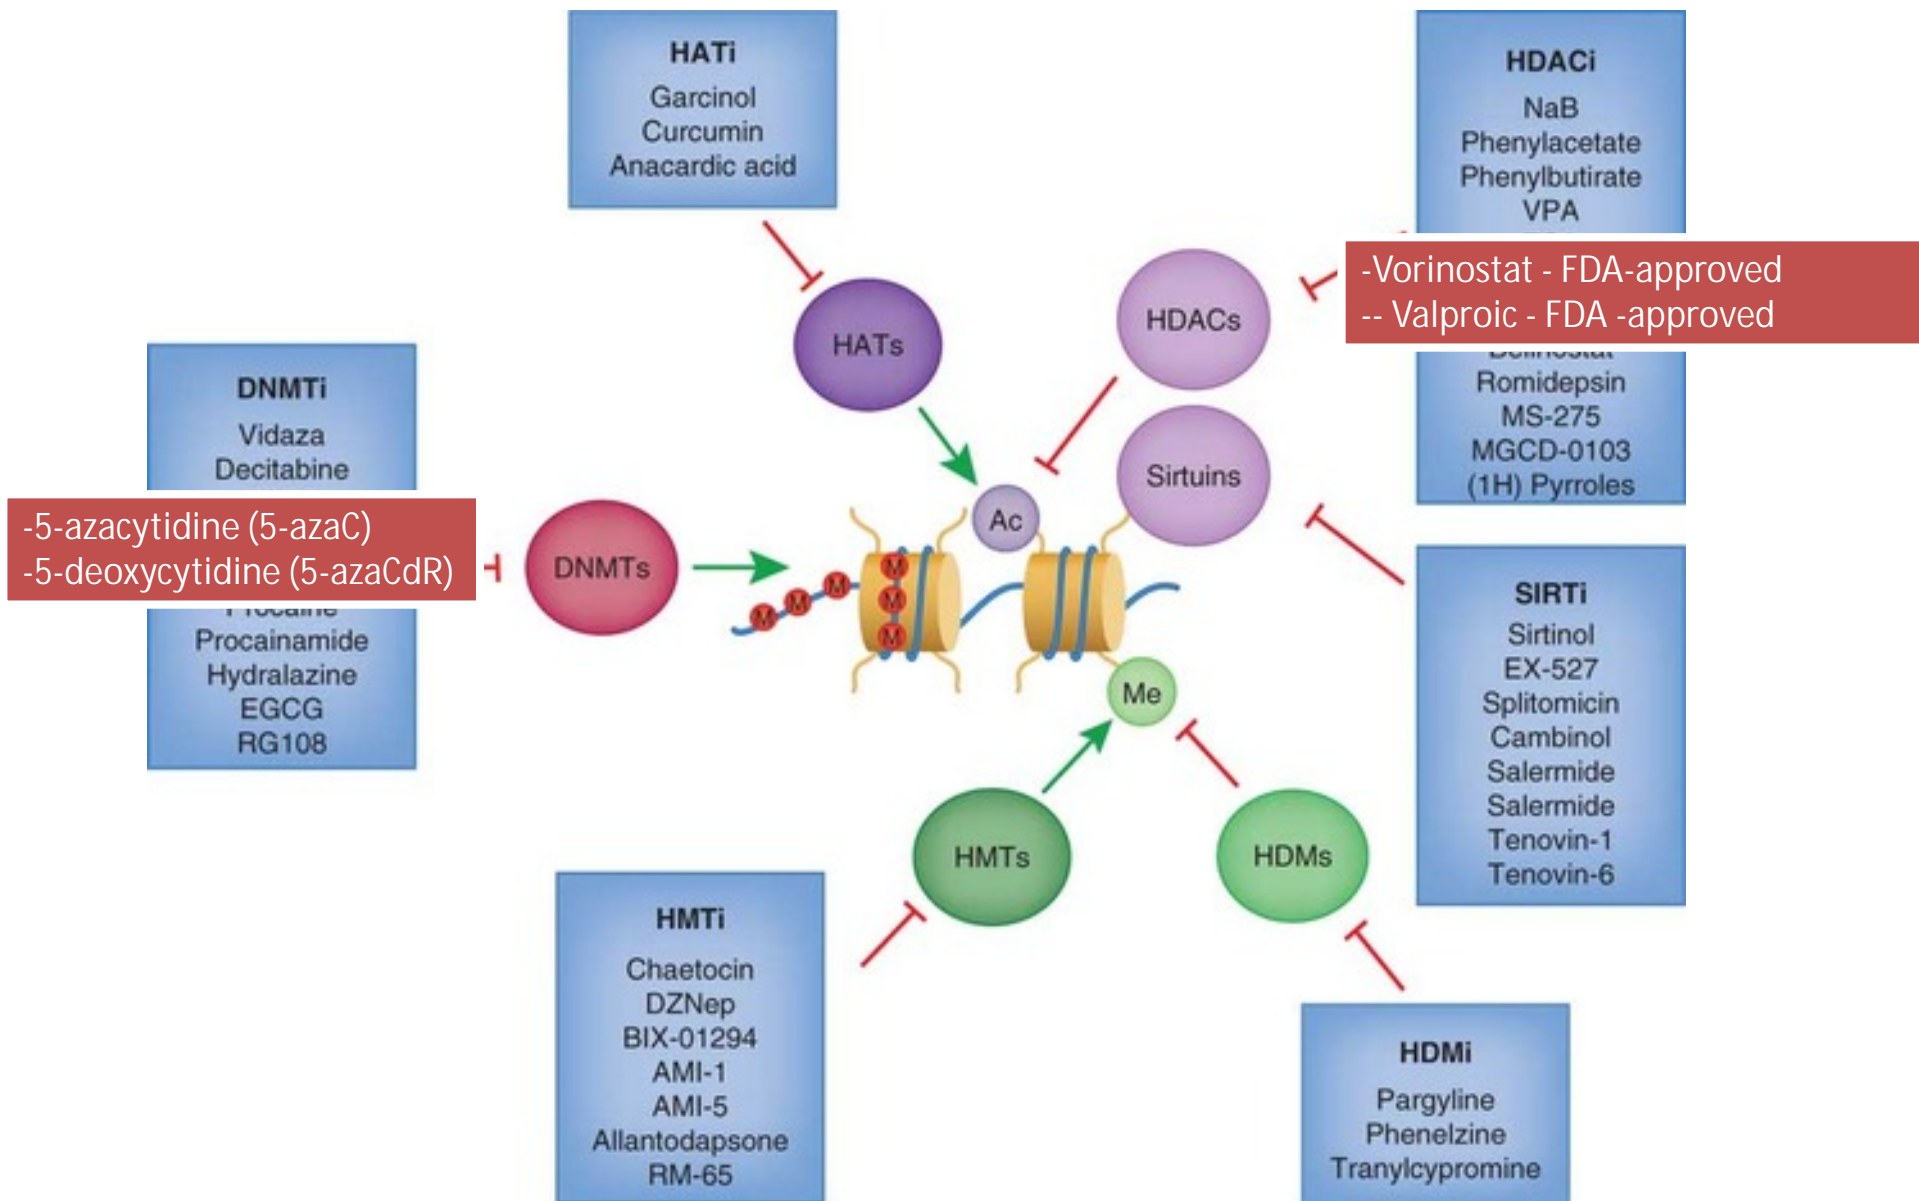 HATi
Garcinol
Curcumin
Anacardic acid
HDACi
NaB
Phenylacetate
Phenylbutirate
VPA
-Vorinostat - FDA-approved
-- Valproic - FDA -approved
Belinostat
Romidepsin
MS-275
MGCD-0103
(1H) Pyrroles
HATs
HDACs
Sirtuins
Ac
DNMTi
Vidaza
Decitabine
-5-azacytidine (5-azaC)
-5-deoxycytidine (5-azaCdR)
Procaine
Procainamide
Hydralazine
EGCG
RG108
DNMTs
M
M
M
M
M
M
Me
SIRTi
Sirtinol
EX-527
Splitomicin
Cambinol
Salermide
Salermide
Tenovin-1
Tenovin-6
HMTs
HDMs
HMTi
Chaetocin
DZNep
BIX-01294
AMI-1
AMI-5
Allantodapsone
RM-65
HDMi
Pargyline
Phenelzine
Tranylcypromine